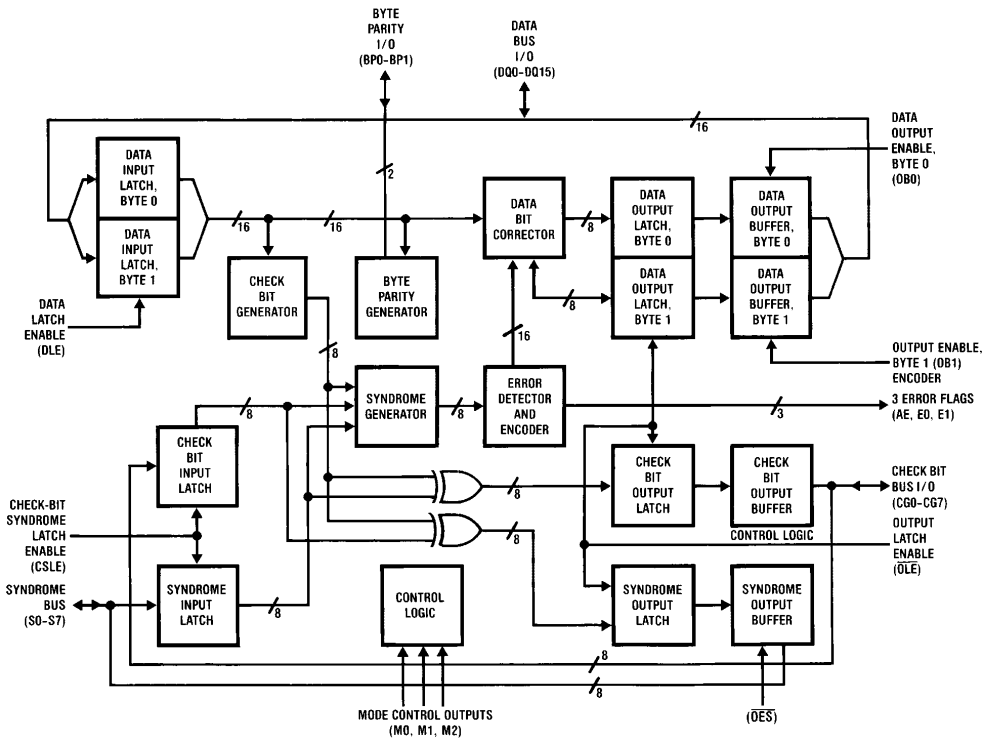 BYTE
PARITY
I/O
(BP0-BP1)
DATA
BUS
I/O
(DQ0-DQ15)
16
DATA
OUTPUT
ENABLE,
BYTE 0
(OB0)
DATA
INPUT
LATCH,
BYTE 0
DATA
INPUT
LATCH,
BYTE 1
2
16
16
DATA
BIT
CORRECTOR
8
DATA
OUTPUT
LATCH,
BYTE 0
DATA
OUTPUT
BUFFER,
BYTE 0
DATA
OUTPUT
LATCH,
BYTE 1
DATA
OUTPUT
BUFFER,
BYTE 1
CHECK
BIT
GENERATOR
BYTE
PARITY
GENERATOR
8
DATA
LATCH
ENABLE
(DLE)
8
16
OUTPUT ENABLE,
BYTE 1 (OB1)
ENCODER
3 ERROR FLAGS
(AE, E0, E1)
SYNDROME
GENERATOR
8
ERROR
DETECTOR
AND
ENCODER
3
8
CHECK
BIT
INPUT
LATCH
8
CHECK
BIT OUTPUT
LATCH
CHECK
BIT OUTPUT
BUFFER
CONTROL LOGIC
CHECK BIT
BUS I/O
(CG0-CG7)
CHECK-BIT
SYNDROME
LATCH
ENABLE
(CSLE)
8
OUTPUT
LATCH
ENABLE
(OLE)
SYNDROME
BUS
(S0-S7)
SYNDROME
INPUT
LATCH
8
CONTROL
LOGIC
SYNDROME
OUTPUT
LATCH
SYNDROME
OUTPUT
BUFFER
8
8
MODE CONTROL OUTPUTS
(M0, M1, M2)
(OES)